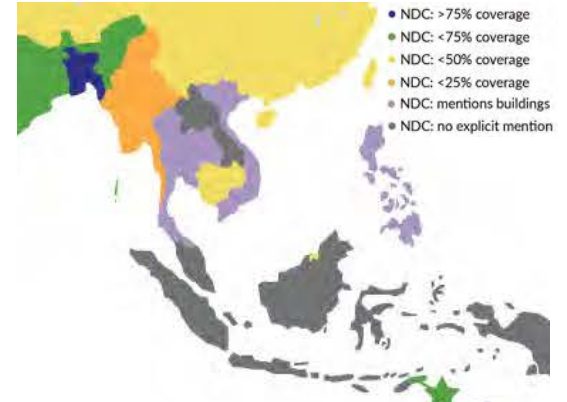 NDC: >75% coverage
NDC: <75% coverage
NDC: <50% coverage
NDC: <25% coverage
NDC: mentions buildings
NDC: no explicit mention